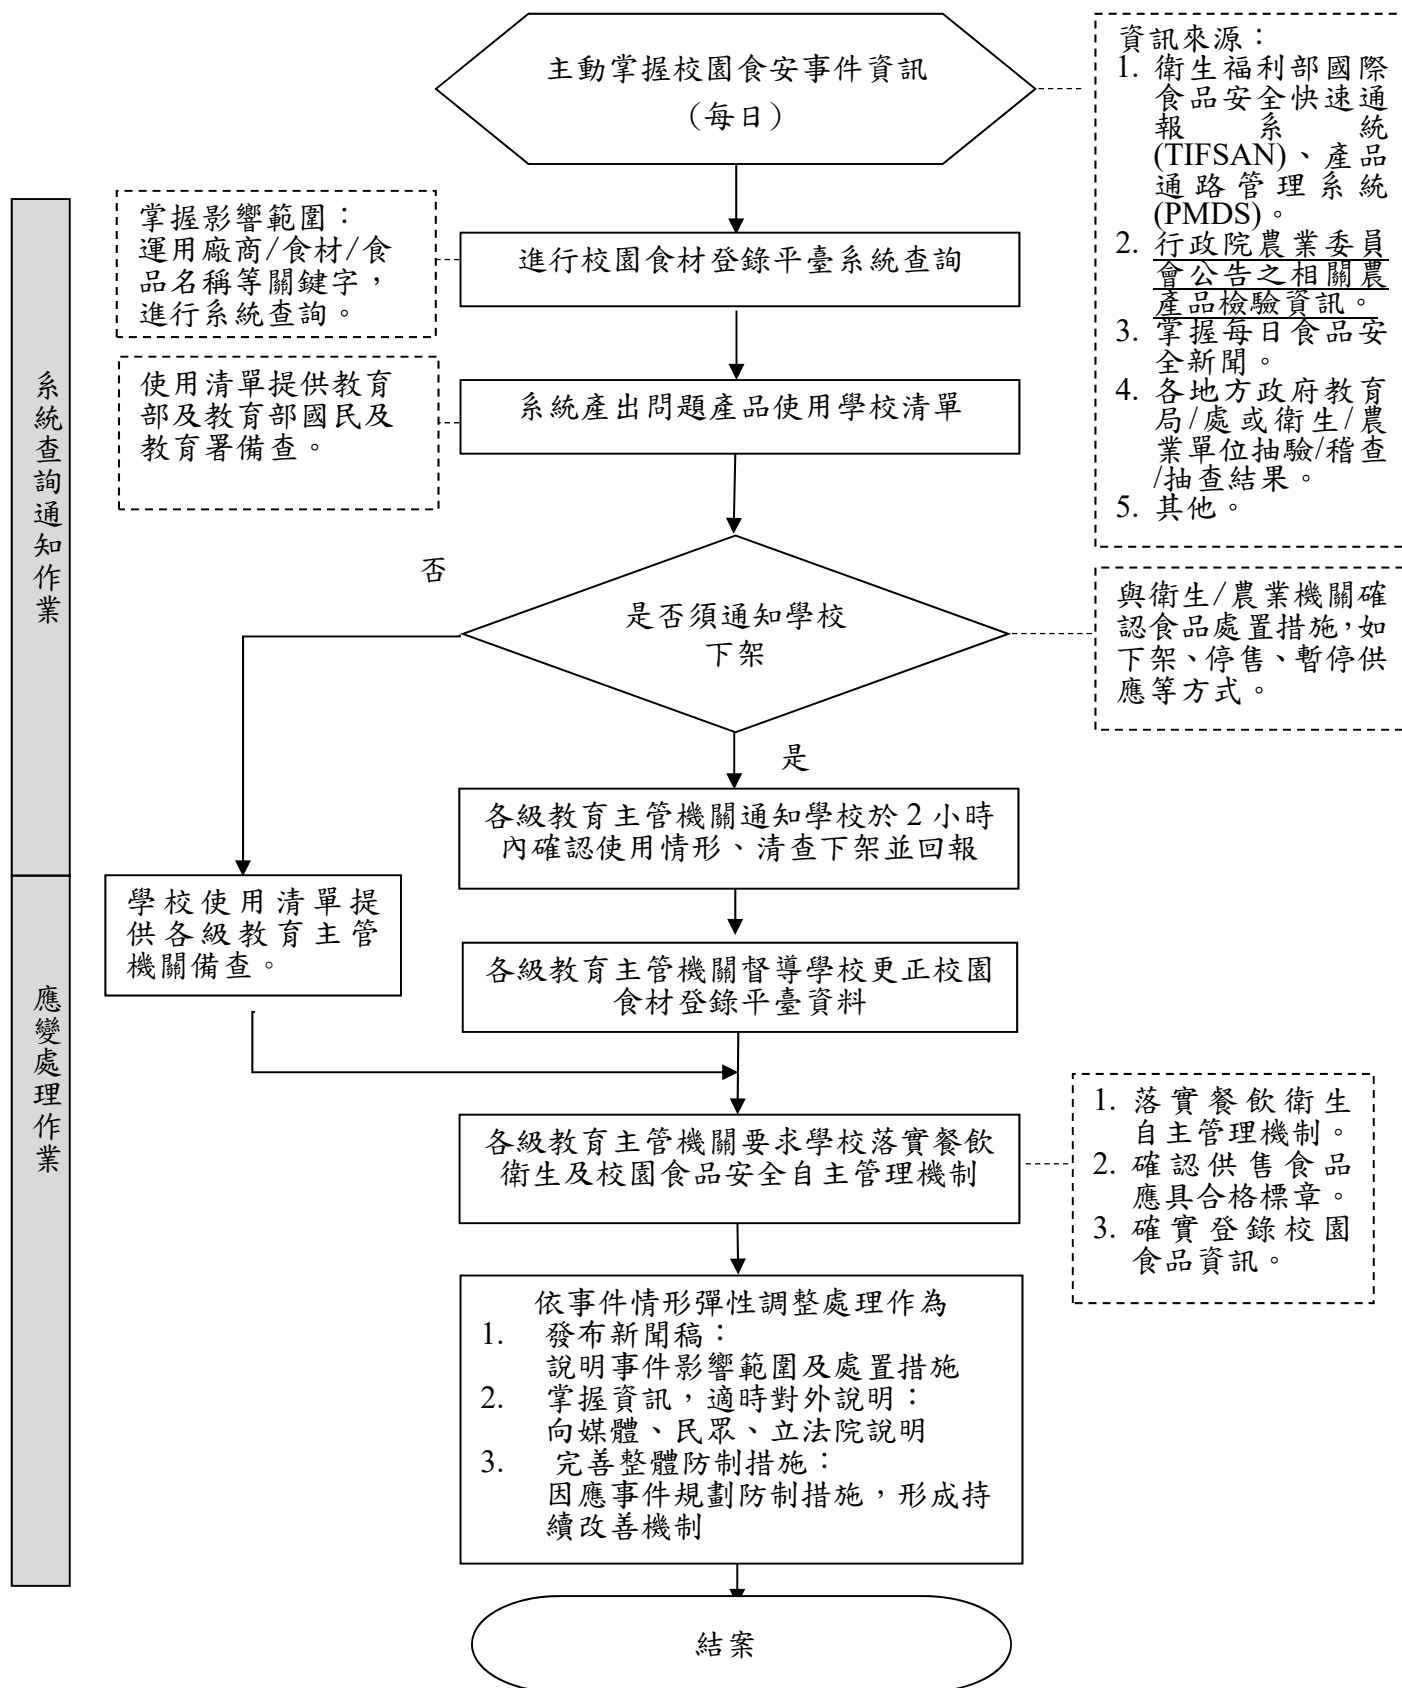 主動掌握校園食安事件資訊
（每日）
資訊來源：
1. 衛生福利部國際
食品安全快速通
報系統
(TIFSAN)、產品
通路管理系統
(PMDS)。
2. 行政院農業委員
會公告之相關農
產品檢驗資訊。
3. 掌握每日食品安
全新聞。
4. 各地方政府教育
局/處或衛生/農
業單位抽驗/稽查
/抽查結果。
5. 其他。
掌握影響範圍：
運用廠商/食材/食
品名稱等關鍵字，
進行系統查詢。
進行校園食材登錄平臺系統查詢
使用清單提供教育
部及教育部國民及
教育署備查。
系統產出問題產品使用學校清單
系統查詢通知作業
否
是否須通知學校
下架
與衛生/農業機關確
認食品處置措施，如
下架、停售、暫停供
應等方式。
是
各級教育主管機關通知學校於 2 小時
內確認使用情形、清查下架並回報
學校使用清單提
供各級教育主管
機關備查。
各級教育主管機關督導學校更正校園
食材登錄平臺資料
應變處理作業
各級教育主管機關要求學校落實餐飲
衛生及校園食品安全自主管理機制
1. 落實餐飲衛生
自主管理機制。
2. 確認供售食品
應具合格標章。
3. 確實登錄校園
食品資訊。
依事件情形彈性調整處理作為
1. 發布新聞稿：
說明事件影響範圍及處置措施
2. 掌握資訊，適時對外說明：
向媒體、民眾、立法院說明
3. 完善整體防制措施：
因應事件規劃防制措施，形成持
續改善機制
結案